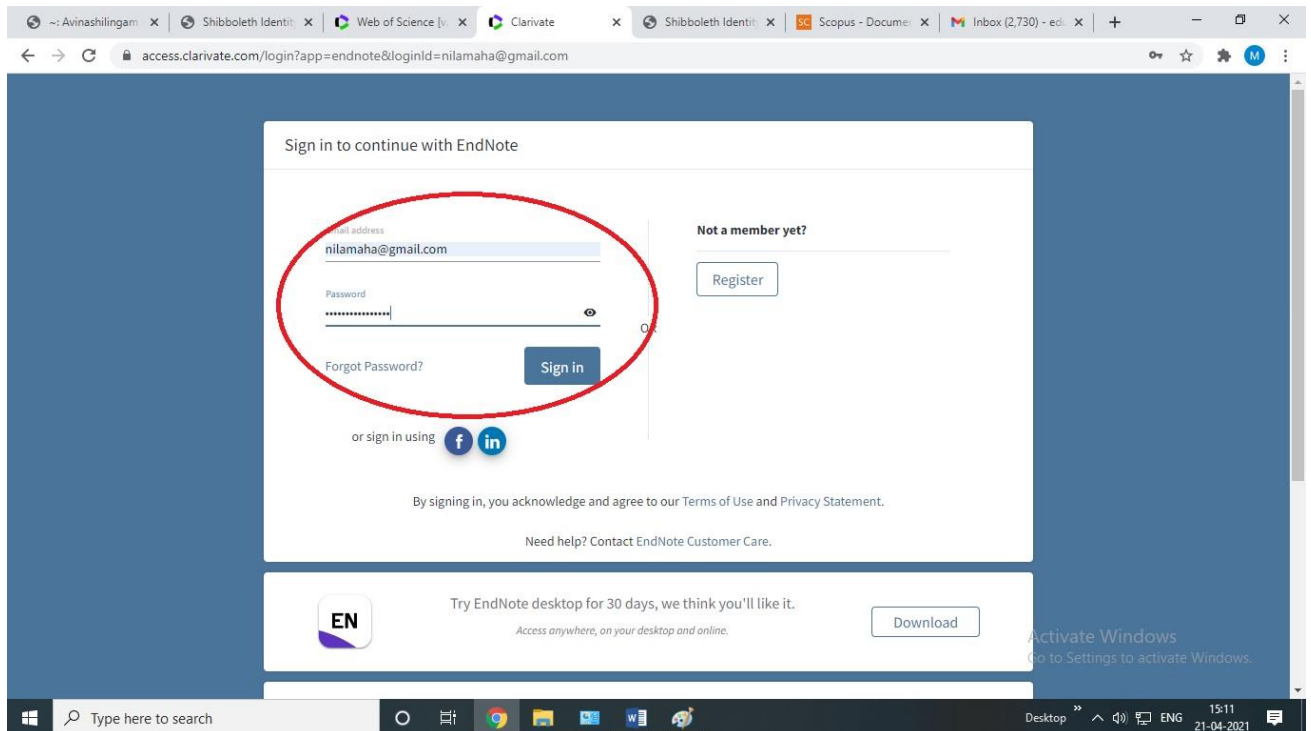 ~: Avinashilingam
Shibboleth Identit
Web of Science [v.
Clarivate
Shibboleth Identit
Scopus - Docume
Inbox (2,730) - edi
access.clarivate.com/login?app=endnote&loginId=nilamaha@gmail.com
M
Sign in to continue with EndNote
Email address
nilamaha@gmail.com
Not a member yet?
Register
Password
••••••••••••••••
OR
Forgot Password?
Sign in
or sign in using
f in
By signing in, you acknowledge and agree to our Terms of Use and Privacy Statement.
Need help? Contact EndNote Customer Care.
EN
Try EndNote desktop for 30 days, we think you'll like it.
Access anywhere, on your desktop and online.
Download
Activate Windows
Go to Settings to activate Windows.
Type here to search
Desktop
ENG
15:11
21-04-2021